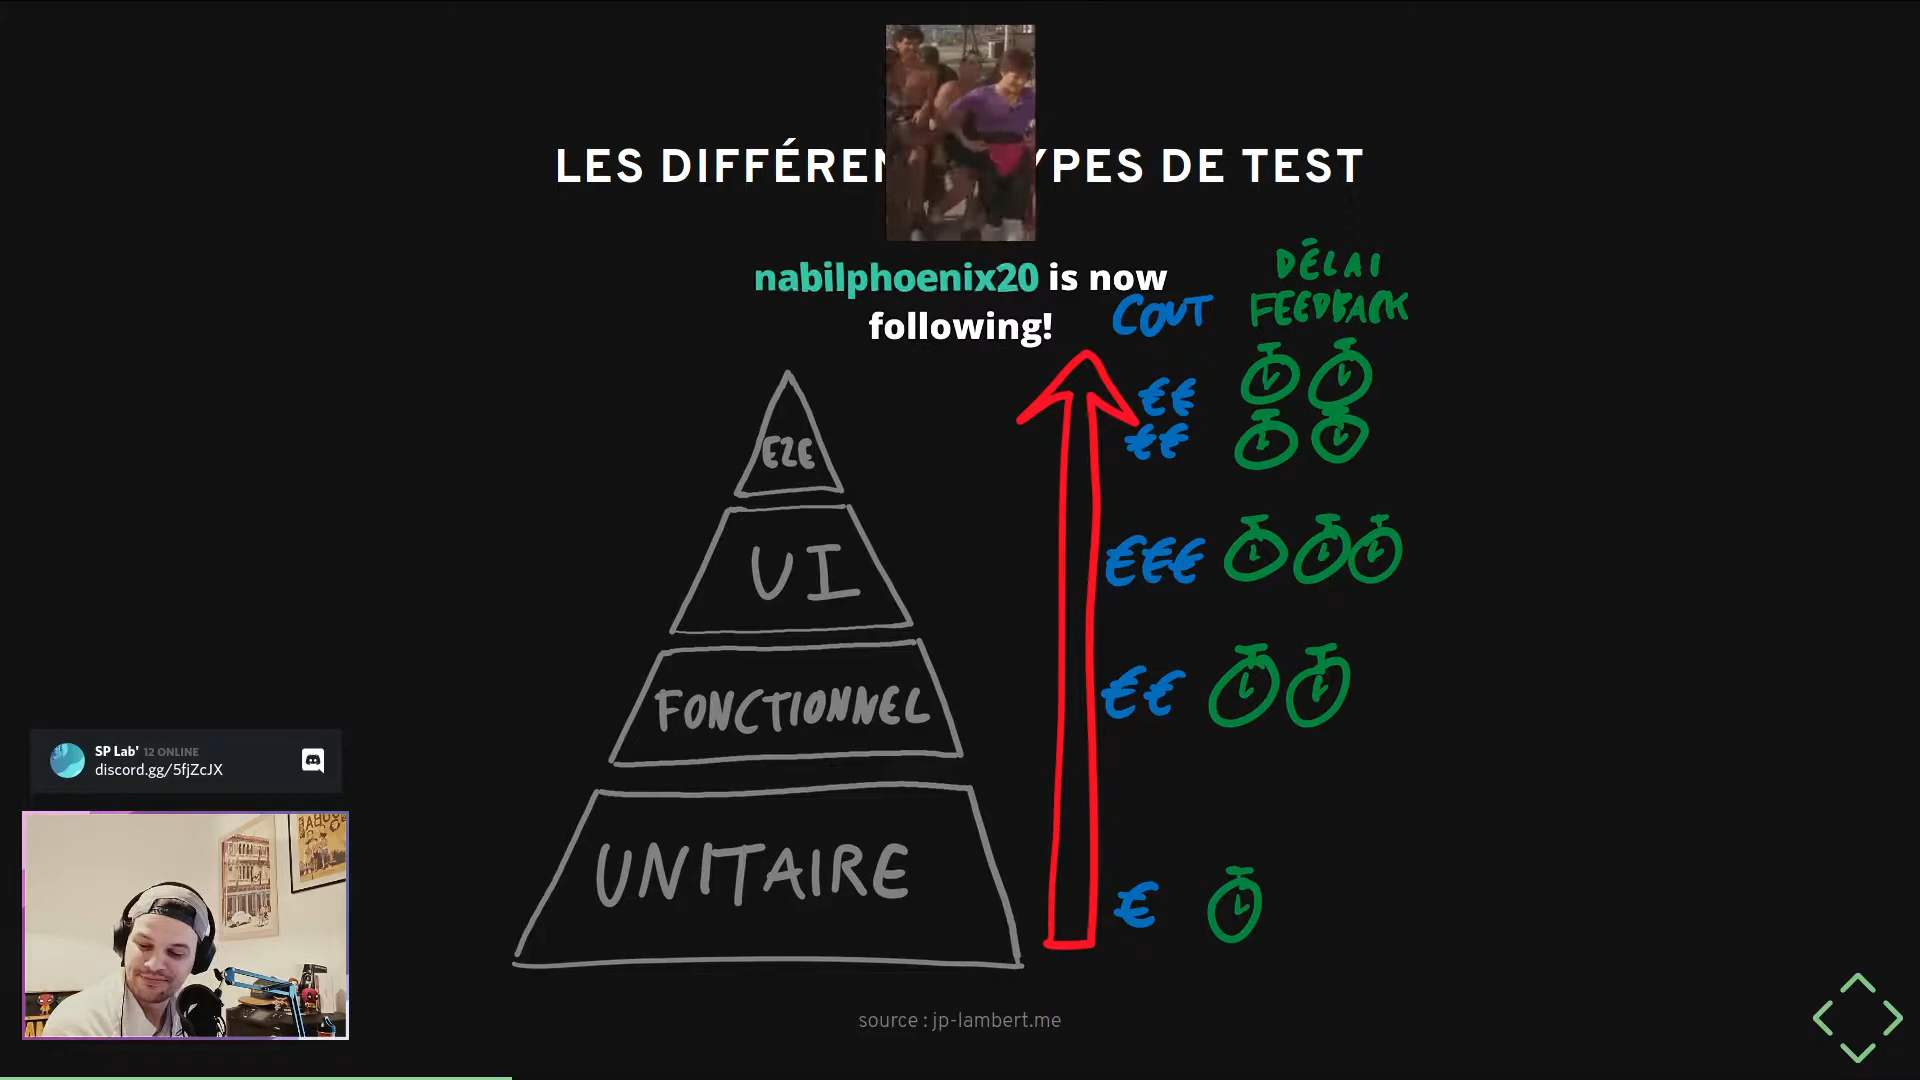 LES DIFFÉREN YPES DE TEST
nabilphoenix20 is now
following!
COUT
DÉLAI
FEEDBACK
€€
€€
E2E
€€€
UI
€€
FONCTIONNEL
€
UNITAIRE
SP Lab' 12 ONLINE
discord.gg/5fjZcJX
source : jp-lambert.me